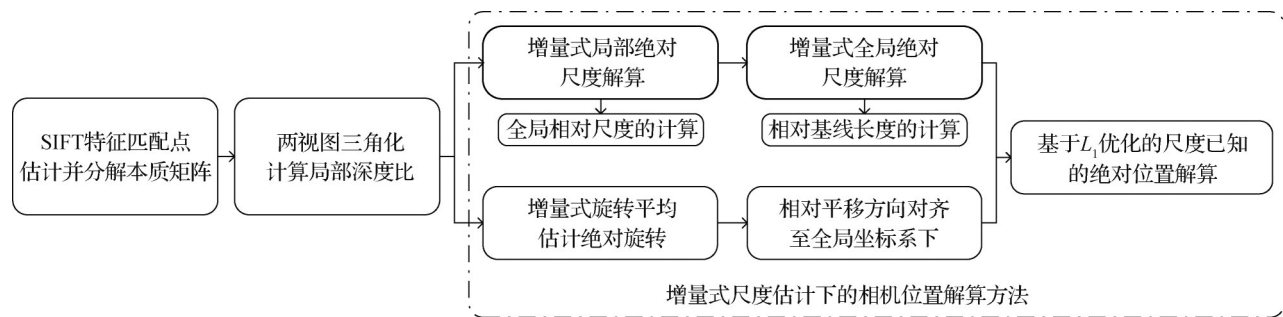 SIFT特征匹配点
估计并分解本质矩阵
两视图三角化
计算局部深度比
增量式局部绝对
尺度解算
全局相对尺度的计算
增量式全局绝对
尺度解算
相对基线长度的计算
增量式旋转平均
估计绝对旋转
相对平移方向对齐
至全局坐标系下
基于L₁优化的尺度已知
的绝对位置解算
增量式尺度估计下的相机位置解算方法